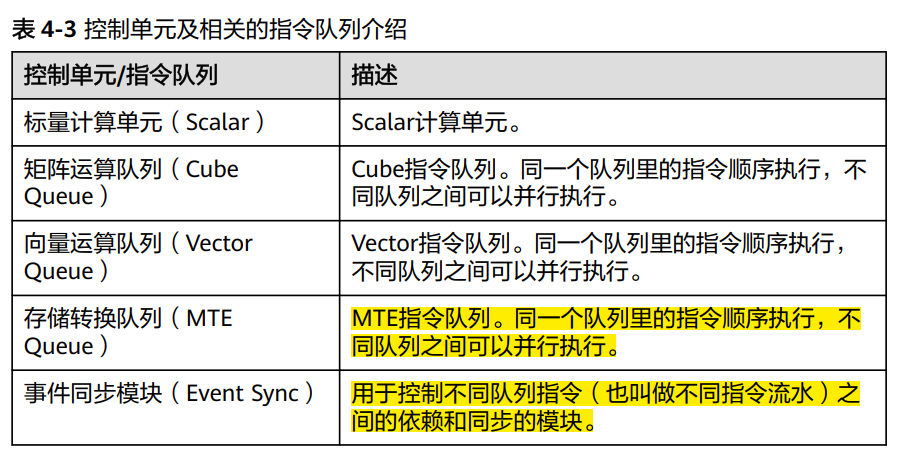 表 4-3 控制单元及相关的指令队列介绍
控制单元/指令队列
描述
标量计算单元（Scalar）
Scalar计算单元。
矩阵运算队列（Cube
Queue）
Cube指令队列。同一个队列里的指令顺序执行，不
同队列之间可以并行执行。
向量运算队列（Vector
Queue）
Vector指令队列。同一个队列里的指令顺序执行，
不同队列之间可以并行执行。
存储转换队列（MTE
Queue）
MTE指令队列。同一个队列里的指令顺序执行，不
同队列之间可以并行执行。
事件同步模块（Event Sync）
用于控制不同队列指令（也叫做不同指令流水）之
间的依赖和同步的模块。